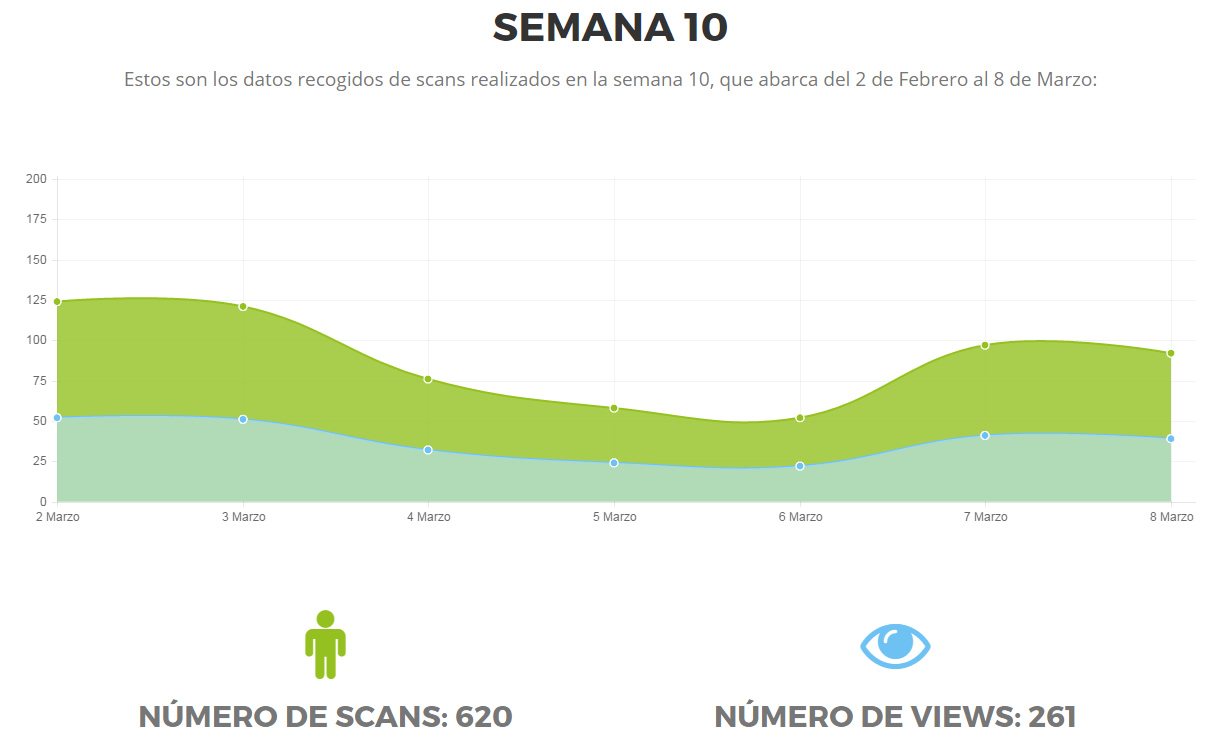 SEMANA 10
Estos son los datos recogidos de scans realizados en la semana 10, que abarca del 2 de Febrero al 8 de Marzo:
200
175
150
125
100
75
50
25
0
2 Marzo 3 Marzo 4 Marzo 5 Marzo 6 Marzo 7 Marzo 8 Marzo
NÚMERO DE SCANS: 620 NÚMERO DE VIEWS: 261